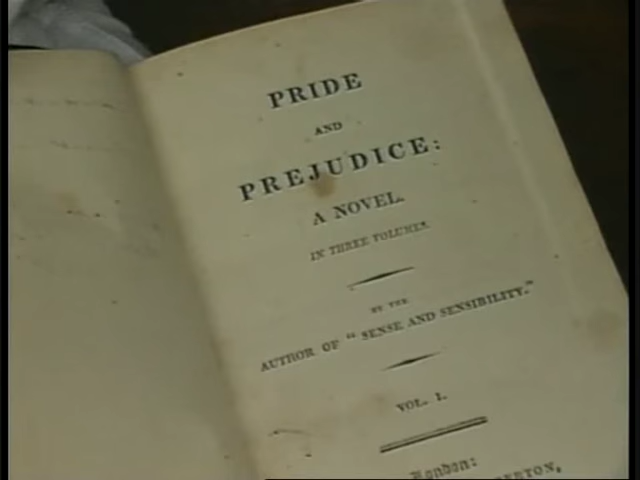 PRIDE
AND
PREJUDICE:
A NOVEL.
IN THREE VOLUMES.
BY THE
AUTHOR OF "SENSE AND SENSIBILITY."
VOL. I.
London: